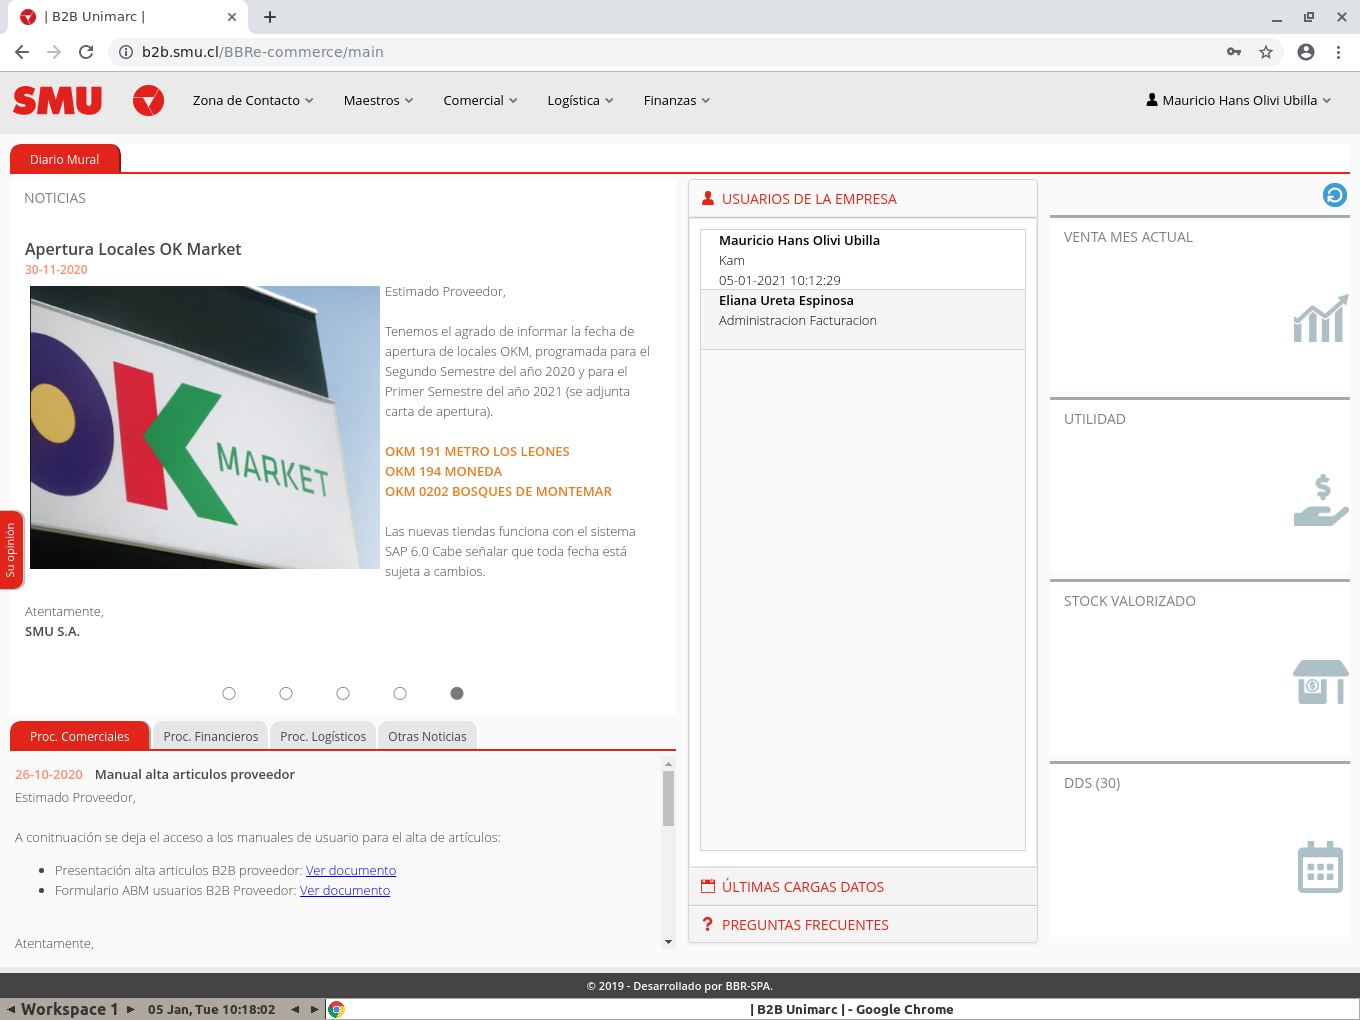 | B2B Unimarc |
b2b.smu.cl/BBRe-commerce/main
SMU
Zona de Contacto
Maestros
Comercial
Logística
Finanzas
Mauricio Hans Olivi Ubilla
Diario Mural
NOTICIAS
Apertura Locales OK Market
30-11-2020
OK MARKET
Estimado Proveedor,
Tenemos el agrado de informar la fecha de
apertura de locales OKM, programada para el
Segundo Semestre del año 2020 y para el
Primer Semestre del año 2021 (se adjunta
carta de apertura).
OKM 191 METRO LOS LEONES
OKM 194 MONEDA
OKM 0202 BOSQUES DE MONTEMAR
Las nuevas tiendas funciona con el sistema
SAP 6.0 Cabe señalar que toda fecha está
sujeta a cambios.
Atentamente,
SMU S.A.
Su opinión
Proc. Comerciales
Proc. Financieros
Proc. Logísticos
Otras Noticias
26-10-2020 Manual alta articulos proveedor
Estimado Proveedor,
A conitnuación se deja el acceso a los manuales de usuario para el alta de artículos:
Presentación alta articulos B2B proveedor: Ver documento
Formulario ABM usuarios B2B Proveedor: Ver documento
Atentamente,
USUARIOS DE LA EMPRESA
Mauricio Hans Olivi Ubilla
Kam
05-01-2021 10:12:29
Eliana Ureta Espinosa
Administracion Facturacion
ÚLTIMAS CARGAS DATOS
PREGUNTAS FRECUENTES
VENTA MES ACTUAL
UTILIDAD
STOCK VALORIZADO
DDS (30)
© 2019 - Desarrollado por BBR-SPA.
Workspace 1
05 Jan, Tue 10:18:02
| B2B Unimarc | - Google Chrome